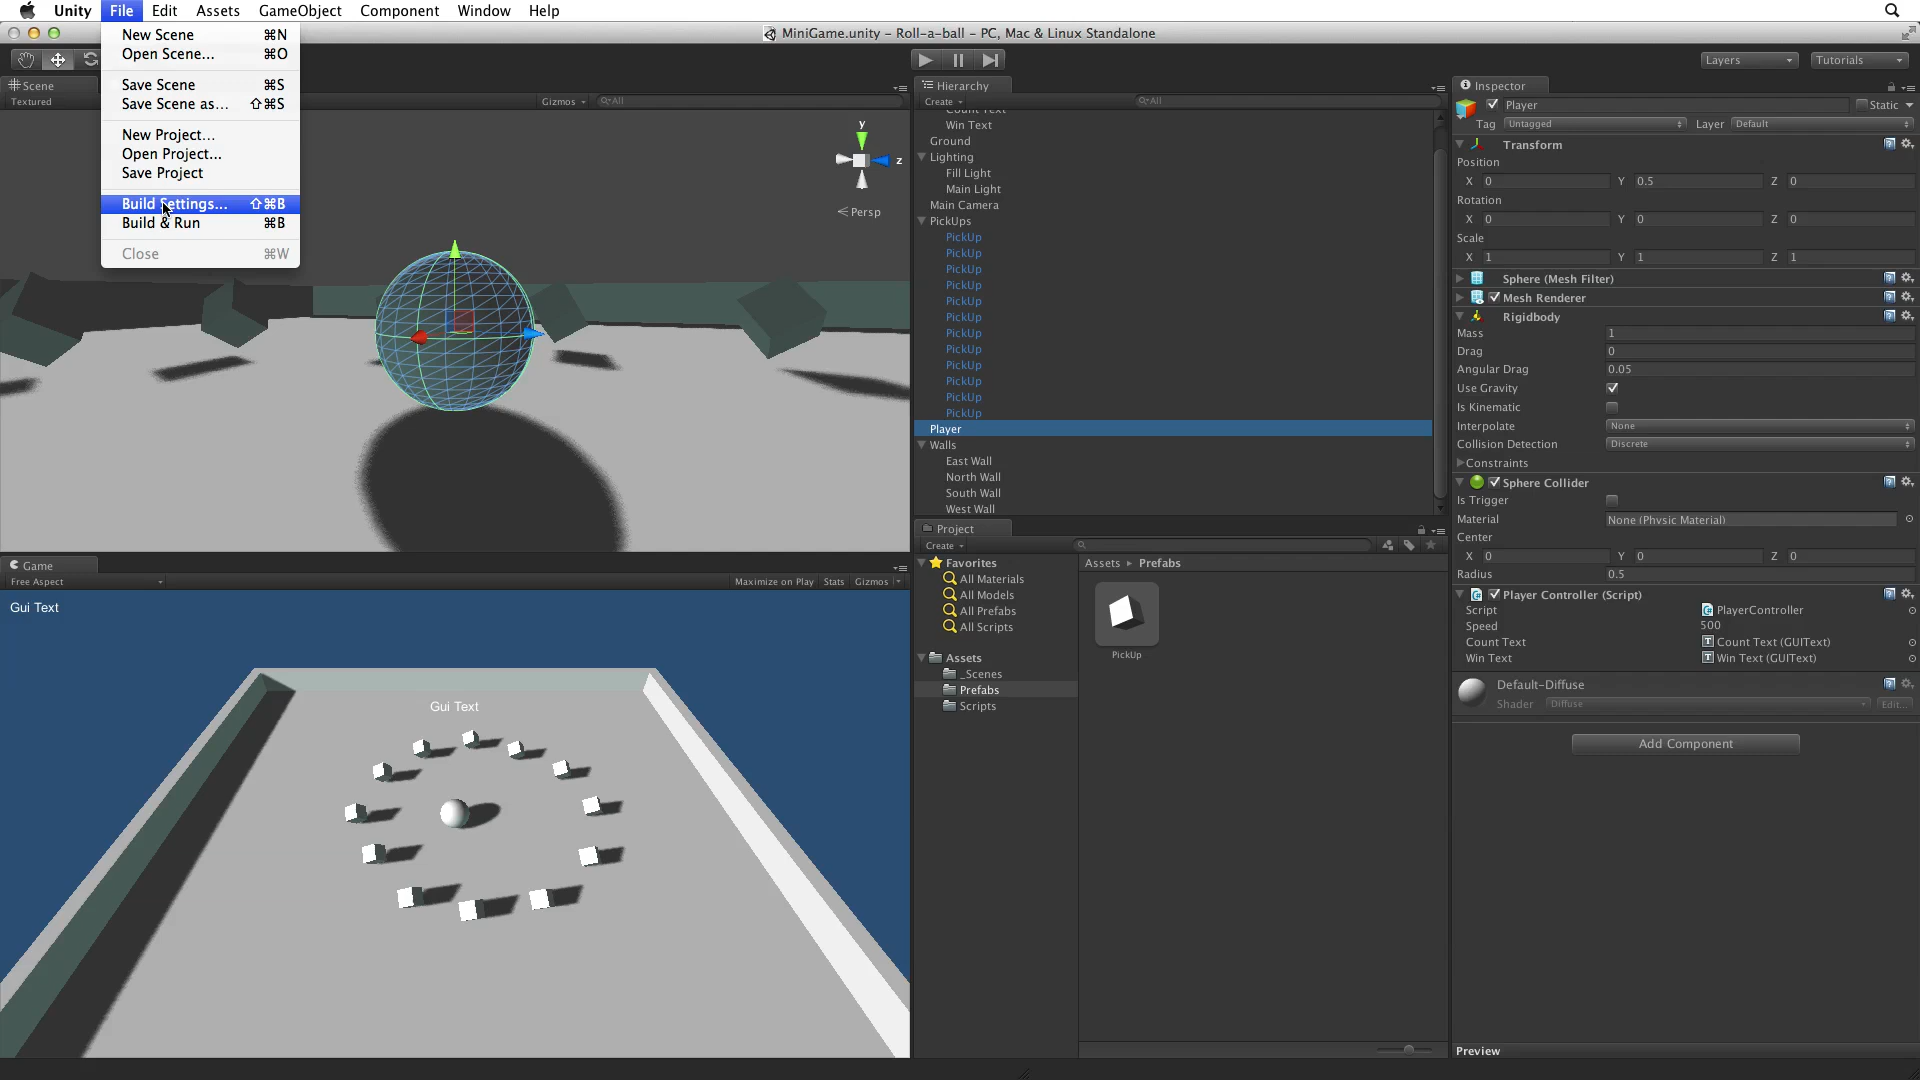 Unity File Edit Assets GameObject Component Window Help
MiniGame.unity – Roll-a-ball – PC, Mac & Linux Standalone
New Scene ⌘N
Open Scene... ⌘O
Save Scene ⌘S
Save Scene as... ⇧⌘S
New Project...
Open Project...
Save Project
Build Settings... ⇧⌘B
Build & Run ⌘B
Close ⌘W
Layers
Tutorials
Scene
Textured
Gizmos
All
y
z
Persp
Game
Free Aspect
Maximize on Play Stats Gizmos
Gui Text
Gui Text
Hierarchy
Create
All
Count Text
Win Text
Ground
Lighting
Fill Light
Main Light
Main Camera
PickUps
PickUp
PickUp
PickUp
PickUp
PickUp
PickUp
PickUp
PickUp
PickUp
PickUp
PickUp
PickUp
Player
Walls
East Wall
North Wall
South Wall
West Wall
Project
Create
Favorites
All Materials
All Models
All Prefabs
All Scripts
Assets
_Scenes
Prefabs
Scripts
Assets ▸ Prefabs
PickUp
Inspector
Player
Static
Tag Untagged Layer Default
Transform
Position
X 0 Y 0.5 Z 0
Rotation
X 0 Y 0 Z 0
Scale
X 1 Y 1 Z 1
Sphere (Mesh Filter)
Mesh Renderer
Rigidbody
Mass 1
Drag 0
Angular Drag 0.05
Use Gravity
Is Kinematic
Interpolate None
Collision Detection Discrete
Constraints
Sphere Collider
Is Trigger
Material None (Physic Material)
Center
X 0 Y 0 Z 0
Radius 0.5
Player Controller (Script)
Script PlayerController
Speed 500
Count Text Count Text (GUIText)
Win Text Win Text (GUIText)
Default-Diffuse
Shader Diffuse Edit...
Add Component
Preview